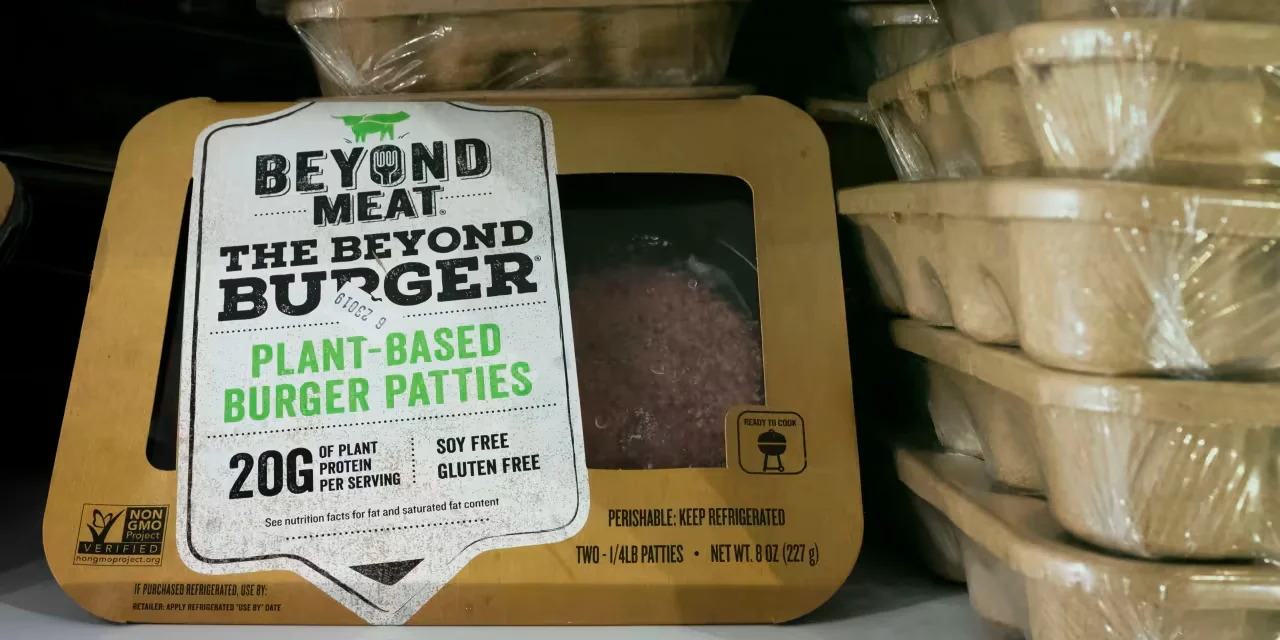 BEYOND
MEAT®
THE BEYOND
BURGER®
6 23019
PLANT-BASED
BURGER PATTIES
20G OF PLANT PROTEIN PER SERVING
SOY FREE
GLUTEN FREE
See nutrition facts for fat and saturated fat content
READY TO COOK
NON
GMO
Project
VERIFIED
nongmoproject.org
PERISHABLE: KEEP REFRIGERATED
TWO - 1/4LB PATTIES • NET WT. 8 OZ (227 g)
IF PURCHASED REFRIGERATED, USE BY:
RETAILER: APPLY REFRIGERATED "USE BY" DATE